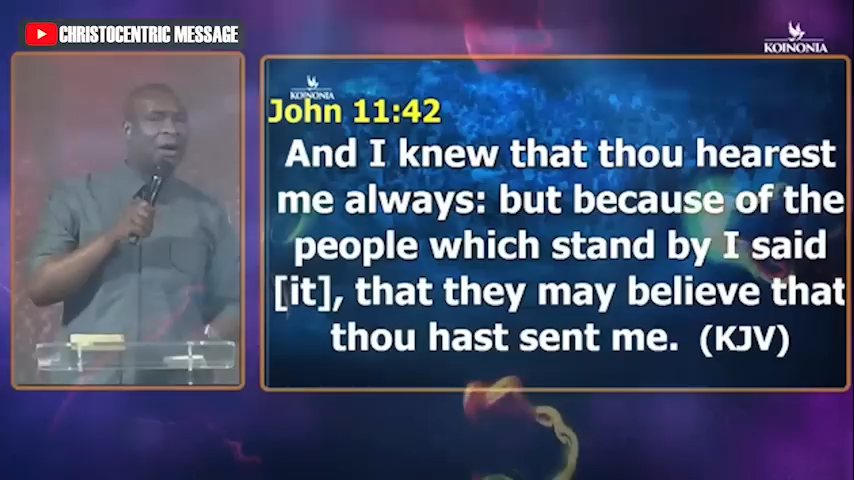 CHRISTOCENTRIC MESSAGE
KOINONIA
KOINONIA
John 11:42
And I knew that thou hearest
me always: but because of the
people which stand by I said
[it], that they may believe that
thou hast sent me. (KJV)